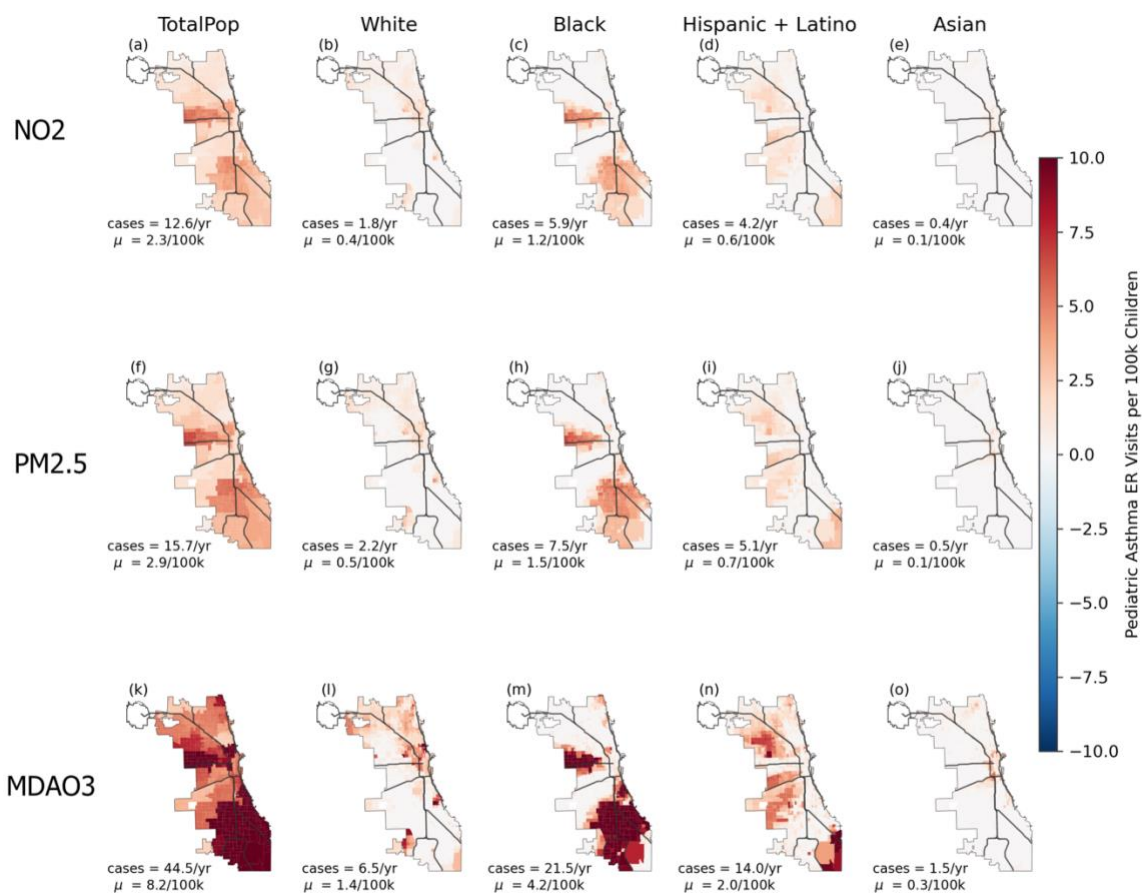 TotalPop White Black Hispanic + Latino Asian
(a) (b) (c) (d) (e)
NO2
cases = 12.6/yr cases = 1.8/yr cases = 5.9/yr cases = 4.2/yr cases = 0.4/yr
μ = 2.3/100k μ = 0.4/100k μ = 1.2/100k μ = 0.6/100k μ = 0.1/100k
(f) (g) (h) (i) (j)
PM2.5
cases = 15.7/yr cases = 2.2/yr cases = 7.5/yr cases = 5.1/yr cases = 0.5/yr
μ = 2.9/100k μ = 0.5/100k μ = 1.5/100k μ = 0.7/100k μ = 0.1/100k
(k) (l) (m) (n) (o)
MDAO3
cases = 44.5/yr cases = 6.5/yr cases = 21.5/yr cases = 14.0/yr cases = 1.5/yr
μ = 8.2/100k μ = 1.4/100k μ = 4.2/100k μ = 2.0/100k μ = 0.3/100k
10.0
7.5
5.0
2.5
0.0
−2.5
−5.0
−7.5
−10.0
Pediatric Asthma ER Visits per 100k Children